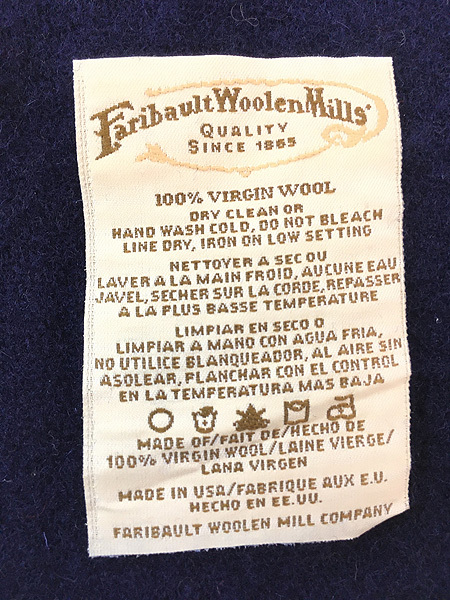 Faribault Woolen Mills®
QUALITY
SINCE 1865
100% VIRGIN WOOL
DRY CLEAN OR
HAND WASH COLD, DO NOT BLEACH
LINE DRY, IRON ON LOW SETTING
NETTOYER A SEC OU
LAVER A LA MAIN FROID, AUCUNE EAU
JAVEL, SECHER SUR LA CORDE, REPASSER
A LA PLUS BASSE TEMPERATURE
LIMPIAR EN SECO O
LIMPIAR A MANO CON AGUA FRIA,
NO UTILICE BLANQUEADOR, AL AIRE SIN
ASOLEAR, PLANCHAR CON EL CONTROL
EN LA TEMPERATURA MAS BAJA
MADE OF/FAIT DE/HECHO DE
100% VIRGIN WOOL/LAINE VIERGE/
LANA VIRGEN
MADE IN USA/FABRIQUE AUX E.U.
HECHO EN EE.UU.
FARIBAULT WOOLEN MILL COMPANY